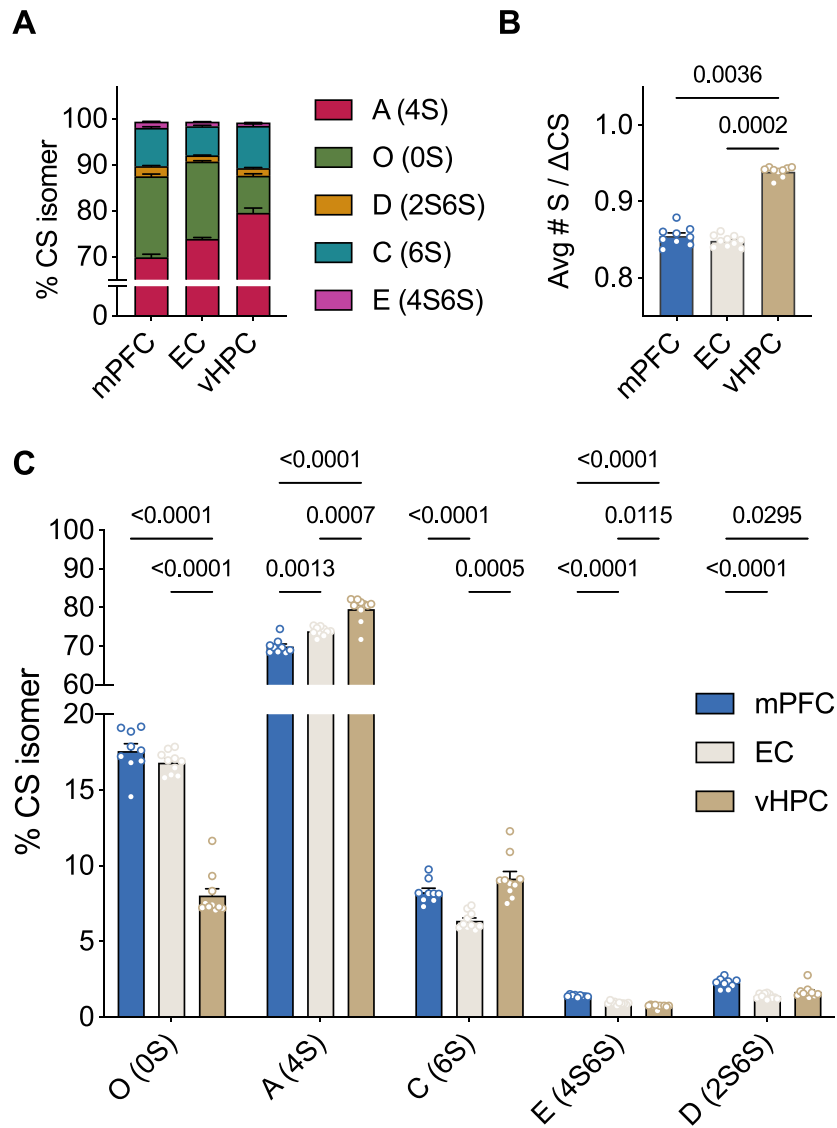 A
% CS isomer
100
90
80
70
0
mPFC
EC
vHPC
A (4S)
O (0S)
D (2S6S)
C (6S)
E (4S6S)
B
Avg # S / ΔCS
0.0036
0.0002
1.0
0.9
0.8
mPFC
EC
vHPC
C
% CS isomer
<0.0001 <0.0001
<0.0001 0.0007 <0.0001 0.0115 0.0295
<0.0001 0.0013 0.0005 <0.0001 <0.0001
100
90
80
70
60
20
15
10
5
0
mPFC
EC
vHPC
O (0S)
A (4S)
C (6S)
E (4S6S)
D (2S6S)